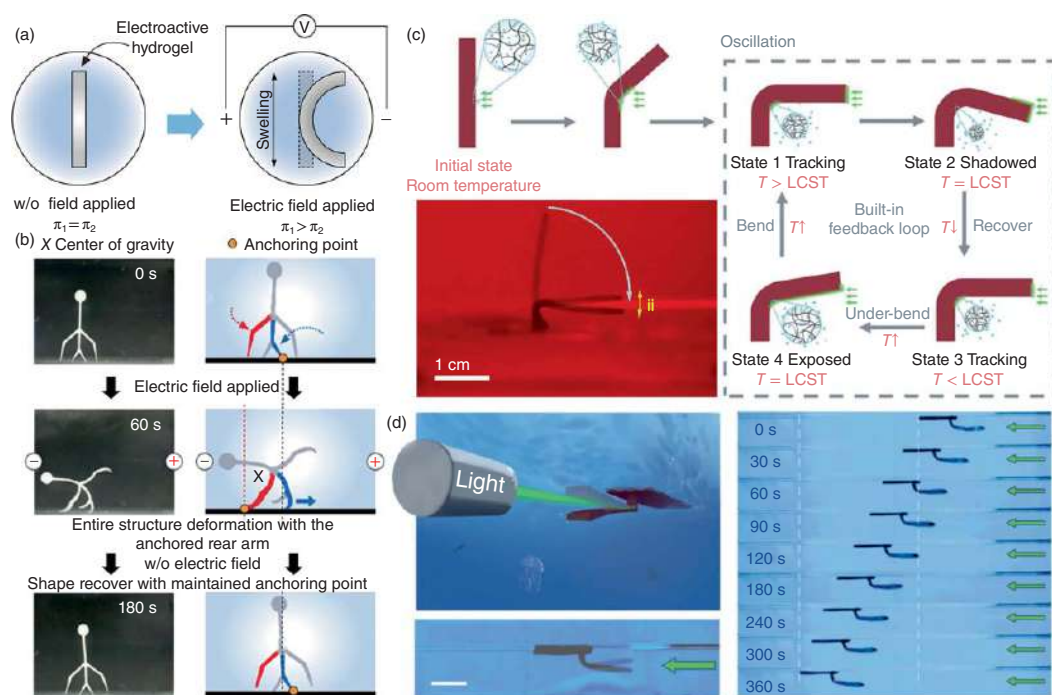 (a)
Electroactive
hydrogel
V
+
−
Swelling
w/o field applied
π₁=π₂
Electric field applied
π₁>π₂
(b)
X Center of gravity
Anchoring point
0 s
Electric field applied
60 s
−
+
−
X
+
Entire structure deformation with the
anchored rear arm
w/o electric field
Shape recover with maintained anchoring point
180 s
(c)
Initial state
Room temperature
ii
1 cm
Oscillation
State 1 Tracking
T > LCST
State 2 Shadowed
T = LCST
Bend
T↑
Built-in
feedback loop
T↓
Recover
Under-bend
T↑
State 4 Exposed
T = LCST
State 3 Tracking
T < LCST
(d)
Light
0 s
30 s
60 s
90 s
120 s
180 s
240 s
300 s
360 s